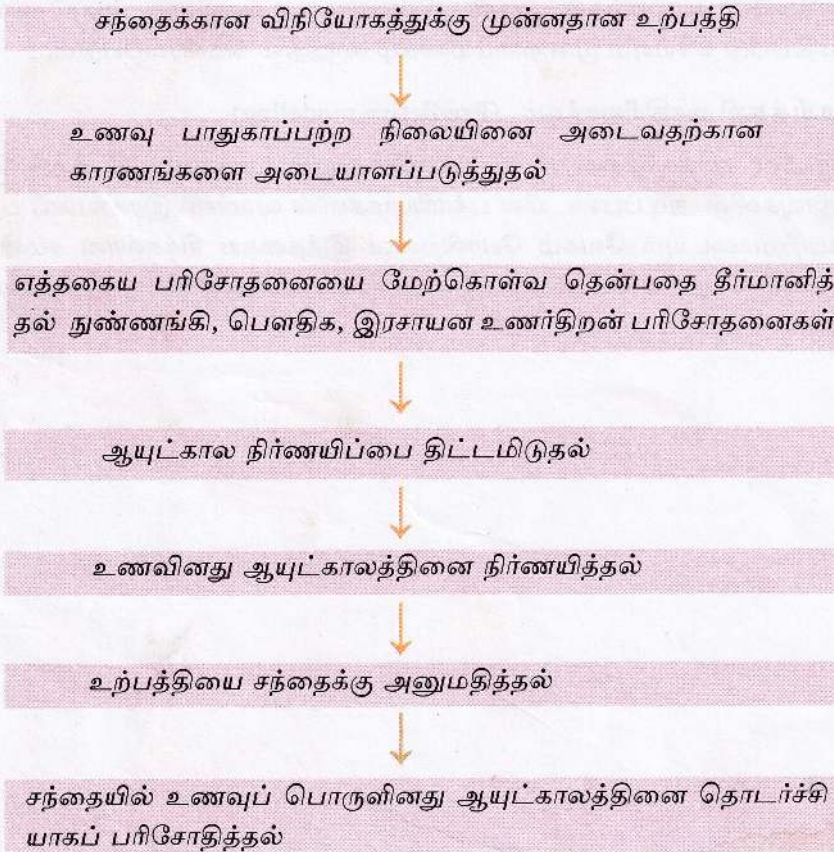 சந்தைக்கான விநியோகத்துக்கு முன்னதான உற்பத்தி
உணவு பாதுகாப்பற்ற நிலையினை அடைவதற்கான
காரணங்களை அடையாளப்படுத்துதல்
எத்தகைய பரிசோதனையை மேற்கொள்வ தென்பதை தீர்மானித்
தல் நுண்ணங்கி, பௌதிக, இரசாயன உணர்திறன் பரிசோதனைகள்
ஆயுட்கால நிர்ணயிப்பை திட்டமிடுதல்
உணவினது ஆயுட்காலத்தினை நிர்ணயித்தல்
உற்பத்தியை சந்தைக்கு அனுமதித்தல்
சந்தையில் உணவுப் பொருளினது ஆயுட்காலத்தினை தொடர்ச்சி
யாகப் பரிசோதித்தல்